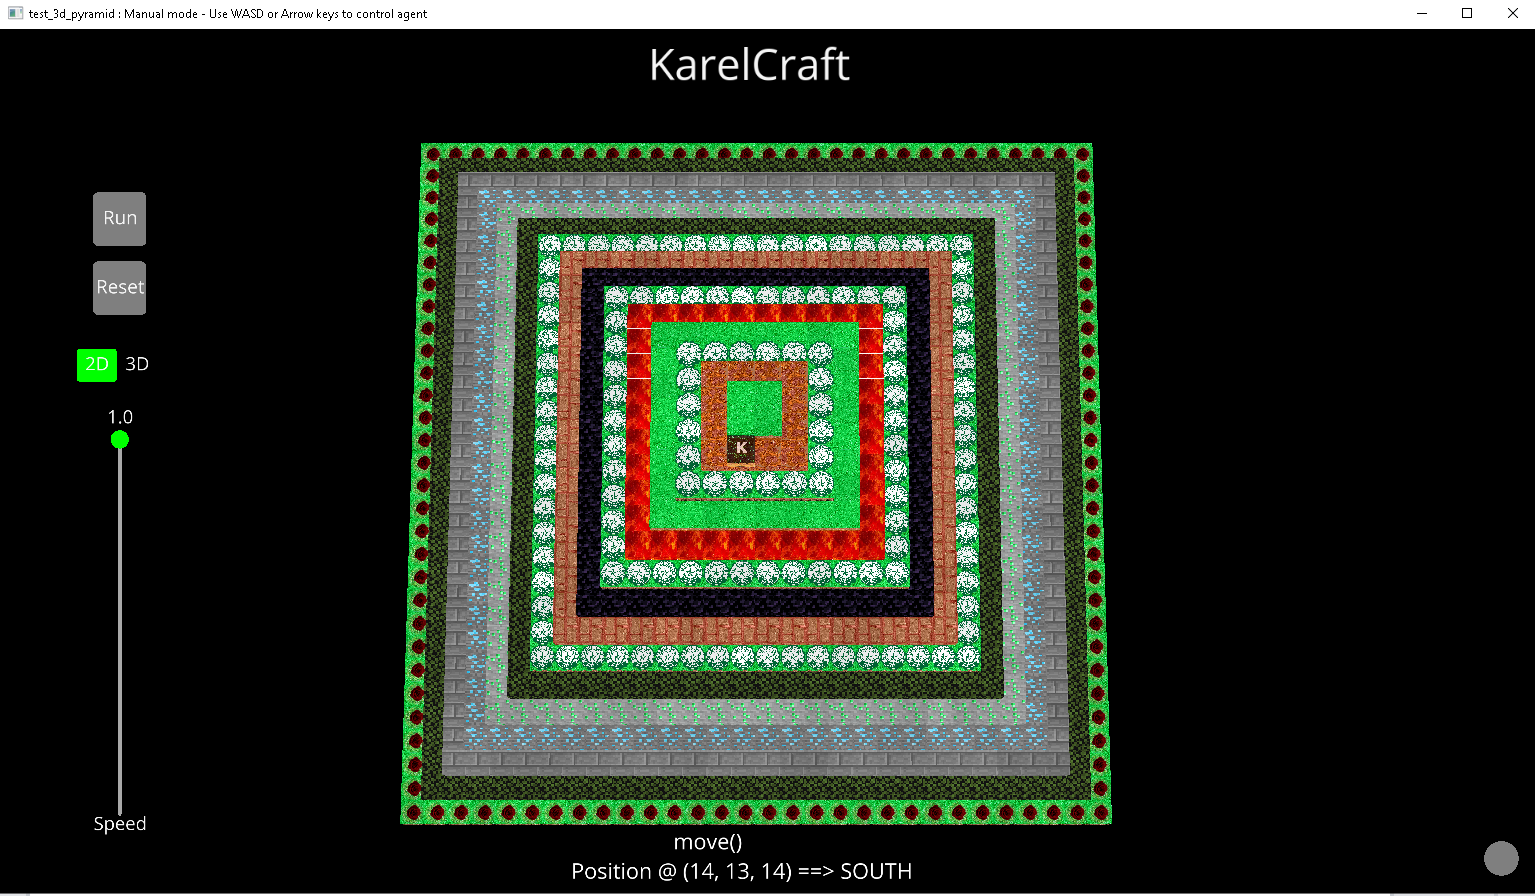 test_3d_pyramid : Manual mode - Use WASD or Arrow keys to control agent
KarelCraft
Run
Reset
2D 3D
1.0
K
Speed
move()
Position @ (14, 13, 14) ==> SOUTH